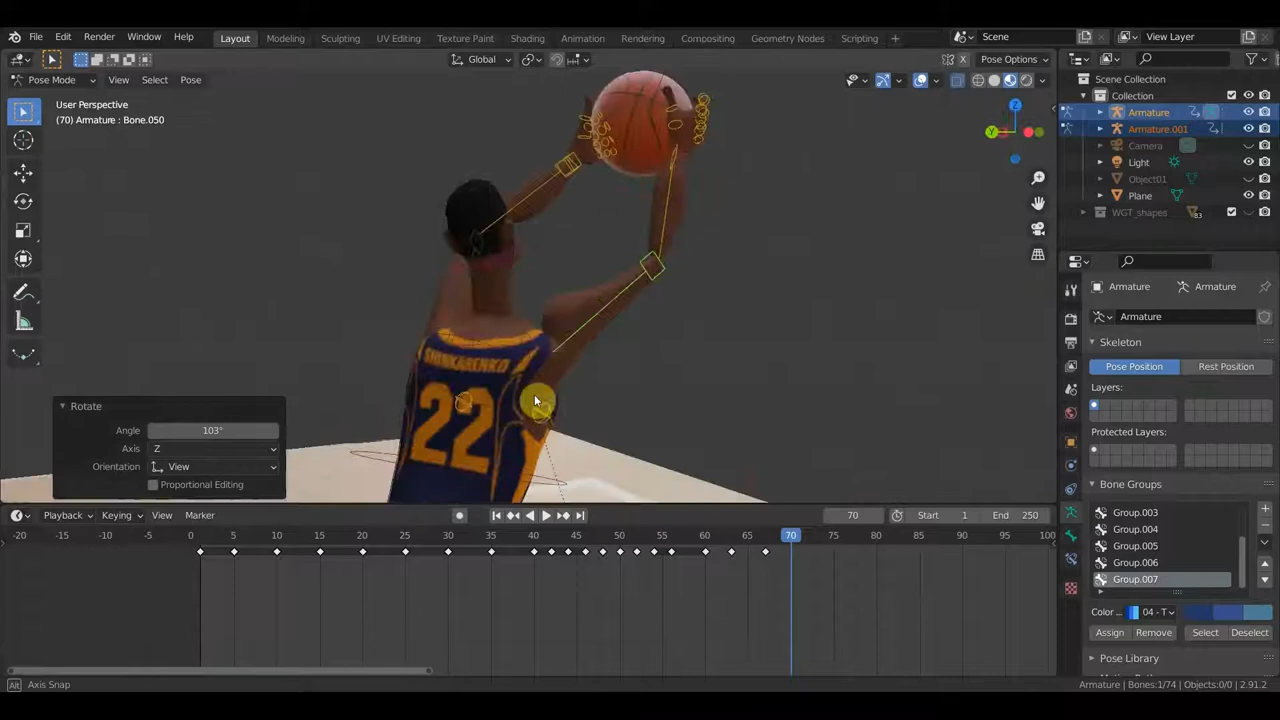 File Edit Render Window Help Layout Modeling Sculpting UV Editing Texture Paint Shading Animation Rendering Compositing Geometry Nodes Scripting + Scene View Layer
Global X Pose Options
Pose Mode View Select Pose
User Perspective
(70) Armature : Bone.050
Z
Y
SHINKARENKO
22
Rotate
Angle 103°
Axis Z
Orientation View
Proportional Editing
Scene Collection
Collection
Armature
Armature.001
Camera
Light
Object01
Plane
WGT_shapes 83
Armature Armature
Armature
Skeleton
Pose Position Rest Position
Layers:
Protected Layers:
Bone Groups
Group.003
Group.004
Group.005
Group.006
Group.007
Color ... 04 - T
Assign Remove Select Deselect
Pose Library
Playback Keying View Marker 70 Start 1 End 250
-20 -15 -10 -5 0 5 10 15 20 25 30 35 40 45 50 55 60 65 70 75 80 85 90 95 100
Alt Axis Snap
Armature | Bones:1/74 | Objects:0/0 | 2.91.2